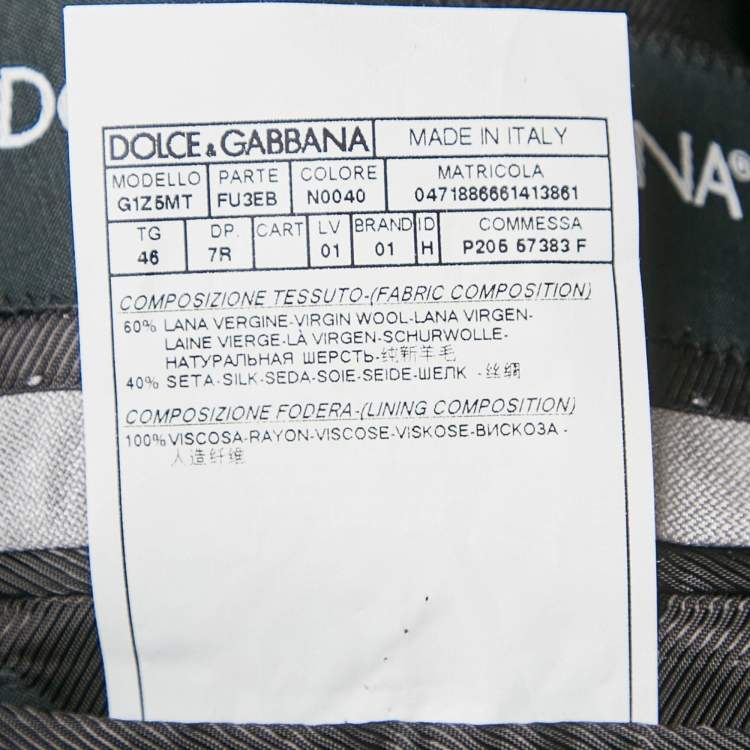 DO
NA®
DOLCE & GABBANA MADE IN ITALY
MODELLO PARTE COLORE MATRICOLA
G1Z5MT FU3EB N0040 0471886661413861
TG DP. CART LV BRAND ID COMMESSA
46 7R 01 01 H P205 57383 F
COMPOSIZIONE TESSUTO-(FABRIC COMPOSITION)
60% LANA VERGINE-VIRGIN WOOL-LANA VIRGEN-
LAINE VIERGE-LÀ VIRGEN-SCHURWOLLE-
НАТУРАЛЬНАЯ ШЕРСТЬ-纯新羊毛
40% SETA-SILK-SEDA-SOIE-SEIDE-ШЕЛК -丝绸
COMPOSIZIONE FODERA-(LINING COMPOSITION)
100% VISCOSA-RAYON-VISCOSE-VISKOSE-ВИСКОЗА -
人造纤维